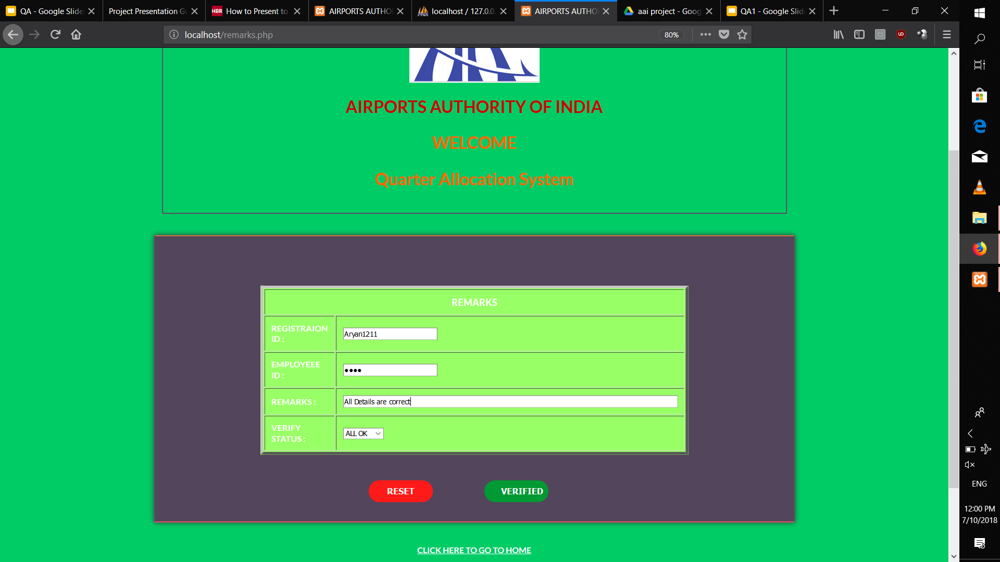 QA - Google Slide
Project Presentation Gu
HBR How to Present to
AIRPORTS AUTHO
localhost / 127.0.0.
AIRPORTS AUTHO
aai project - Goog
QA1 - Google Slid
localhost/remarks.php
80%
AIRPORTS AUTHORITY OF INDIA
WELCOME
Quarter Allocation System
REMARKS
REGISTRAION
ID :
Aryan1211
EMPLOYEEE
ID :
••••
REMARKS :
All Details are correct
VERIFY
STATUS :
ALL OK
RESET
VERIFIED
CLICK HERE TO GO TO HOME
ENG
12:00 PM
7/10/2018